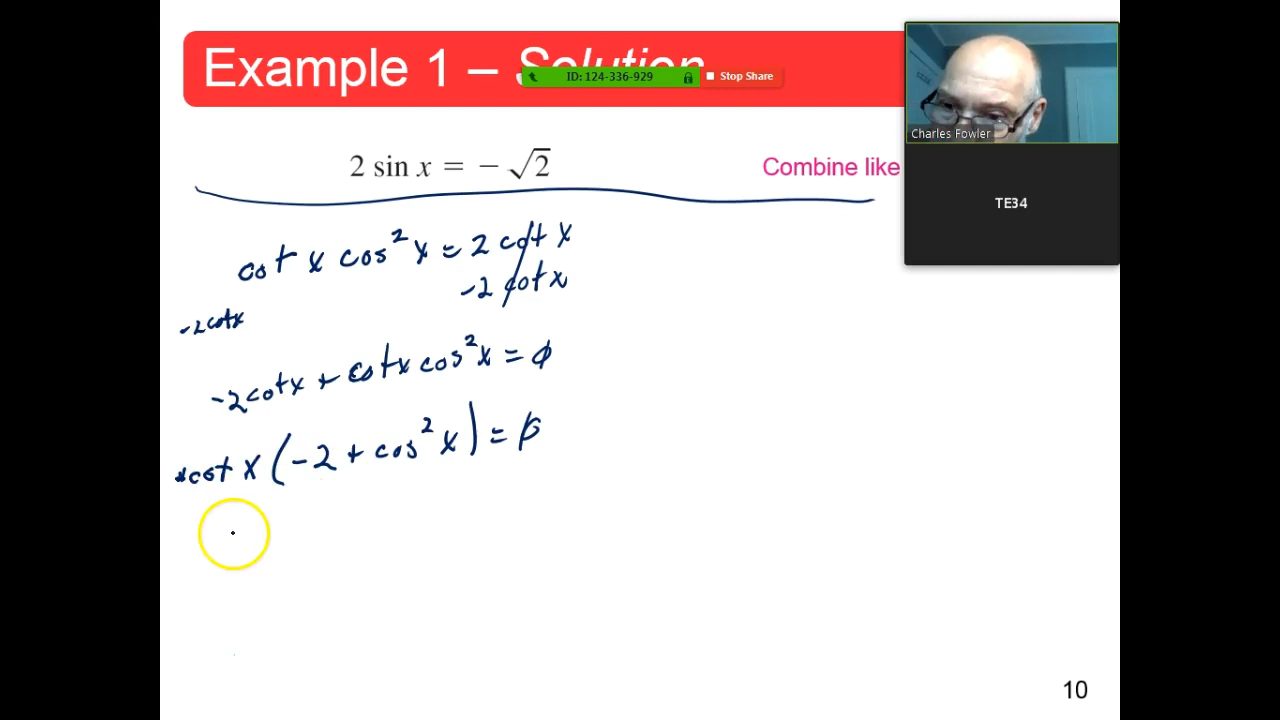 Example 1 – Solution
ID: 124-336-929
Stop Share
Charles Fowler
TE34
2 sin x = − √2
Combine like
cot x cos² x = 2 cot x
-2 cot x
-2cotx
-2cotx + cotx cos²x = 0
cot x (-2 + cos² x) = 0
10